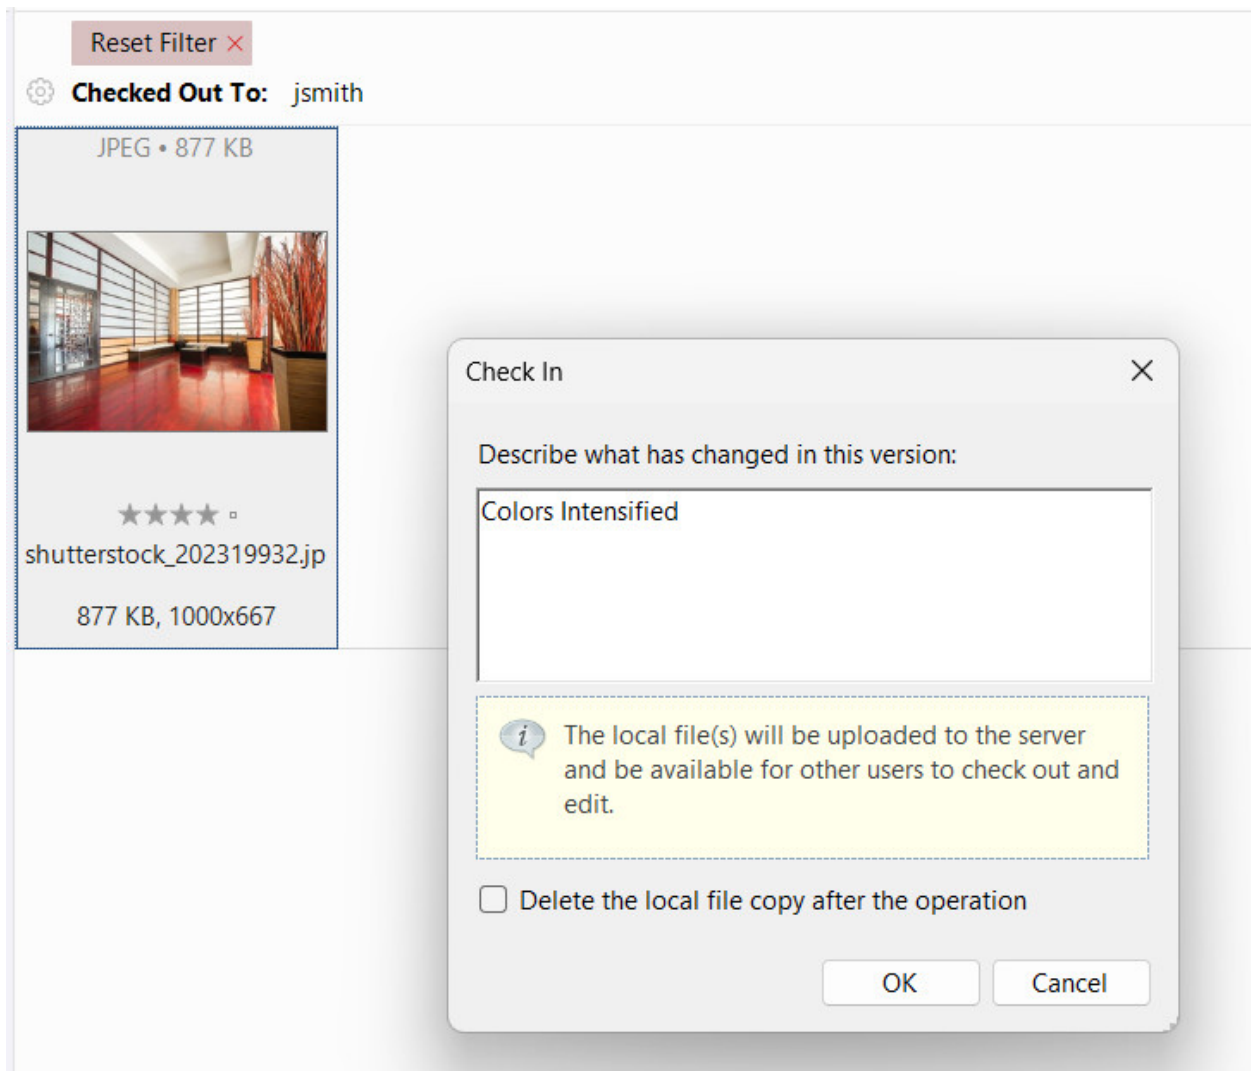 Reset Filter
Checked Out To: jsmith
JPEG • 877 KB
shutterstock_202319932.jp
877 KB, 1000x667
Check In
Describe what has changed in this version:
Colors Intensified
The local file(s) will be uploaded to the server
and be available for other users to check out and
edit.
Delete the local file copy after the operation
OK Cancel